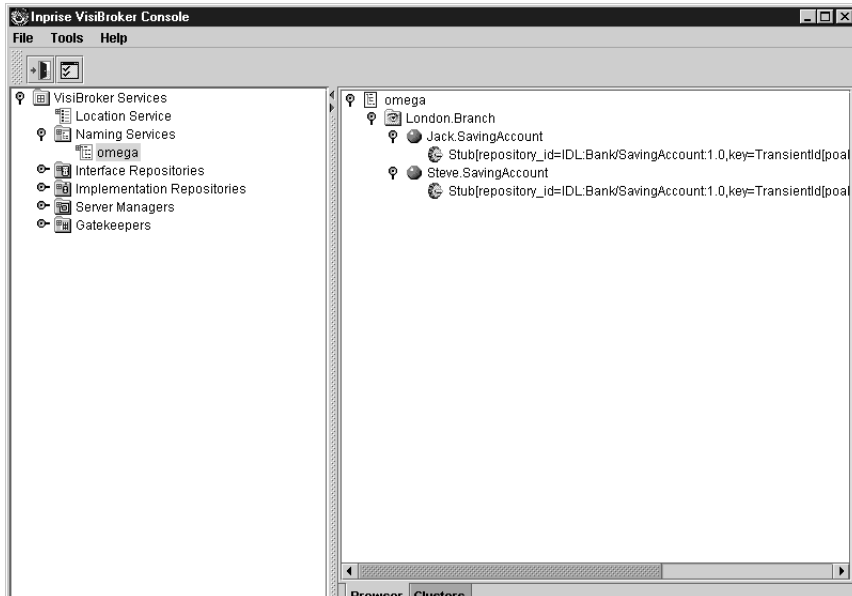 Inprise VisiBroker Console
File Tools Help
VisiBroker Services
Location Service
Naming Services
omega
Interface Repositories
Implementation Repositories
Server Managers
Gatekeepers
omega
London.Branch
Jack.SavingAccount
Stub[repository_id=IDL:Bank/SavingAccount:1.0,key=TransientId[poal
Steve.SavingAccount
Stub[repository_id=IDL:Bank/SavingAccount:1.0,key=TransientId[poal
Browser Clusters